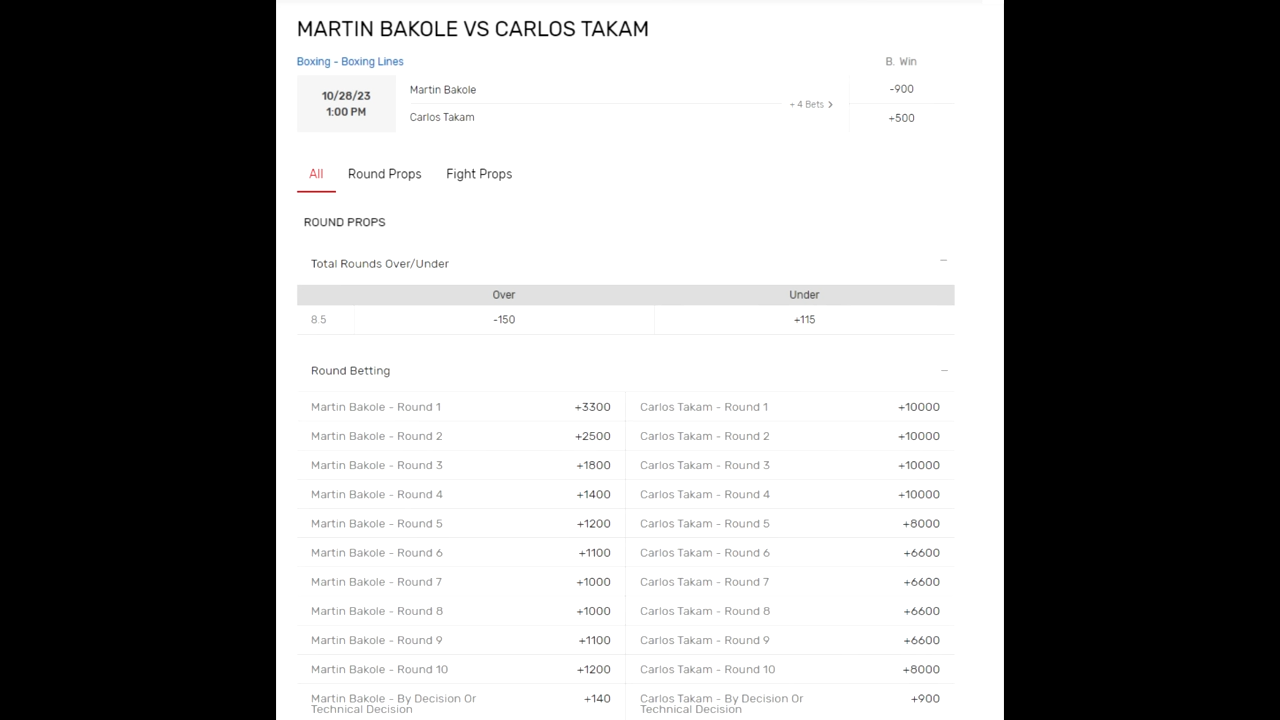 MARTIN BAKOLE VS CARLOS TAKAM
Boxing - Boxing Lines B. Win
10/28/23
1:00 PM
Martin Bakole -900
+ 4 Bets >
Carlos Takam +500
All Round Props Fight Props
ROUND PROPS
Total Rounds Over/Under –
Over Under
8.5 -150 +115
Round Betting –
Martin Bakole - Round 1 +3300 Carlos Takam - Round 1 +10000
Martin Bakole - Round 2 +2500 Carlos Takam - Round 2 +10000
Martin Bakole - Round 3 +1800 Carlos Takam - Round 3 +10000
Martin Bakole - Round 4 +1400 Carlos Takam - Round 4 +10000
Martin Bakole - Round 5 +1200 Carlos Takam - Round 5 +8000
Martin Bakole - Round 6 +1100 Carlos Takam - Round 6 +6600
Martin Bakole - Round 7 +1000 Carlos Takam - Round 7 +6600
Martin Bakole - Round 8 +1000 Carlos Takam - Round 8 +6600
Martin Bakole - Round 9 +1100 Carlos Takam - Round 9 +6600
Martin Bakole - Round 10 +1200 Carlos Takam - Round 10 +8000
Martin Bakole - By Decision Or +140 Carlos Takam - By Decision Or +900
Technical Decision Technical Decision